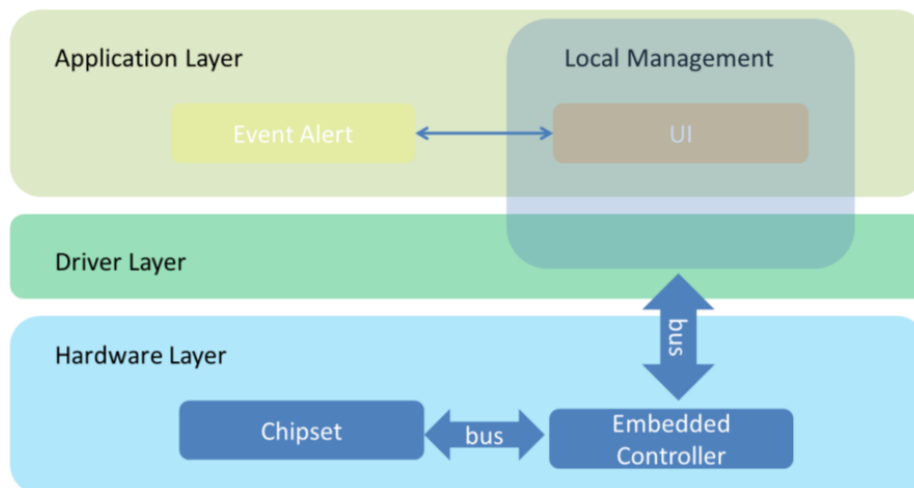 Application Layer
Local Management
Event Alert
UI
Driver Layer
bus
Hardware Layer
Chipset
bus
Embedded
Controller